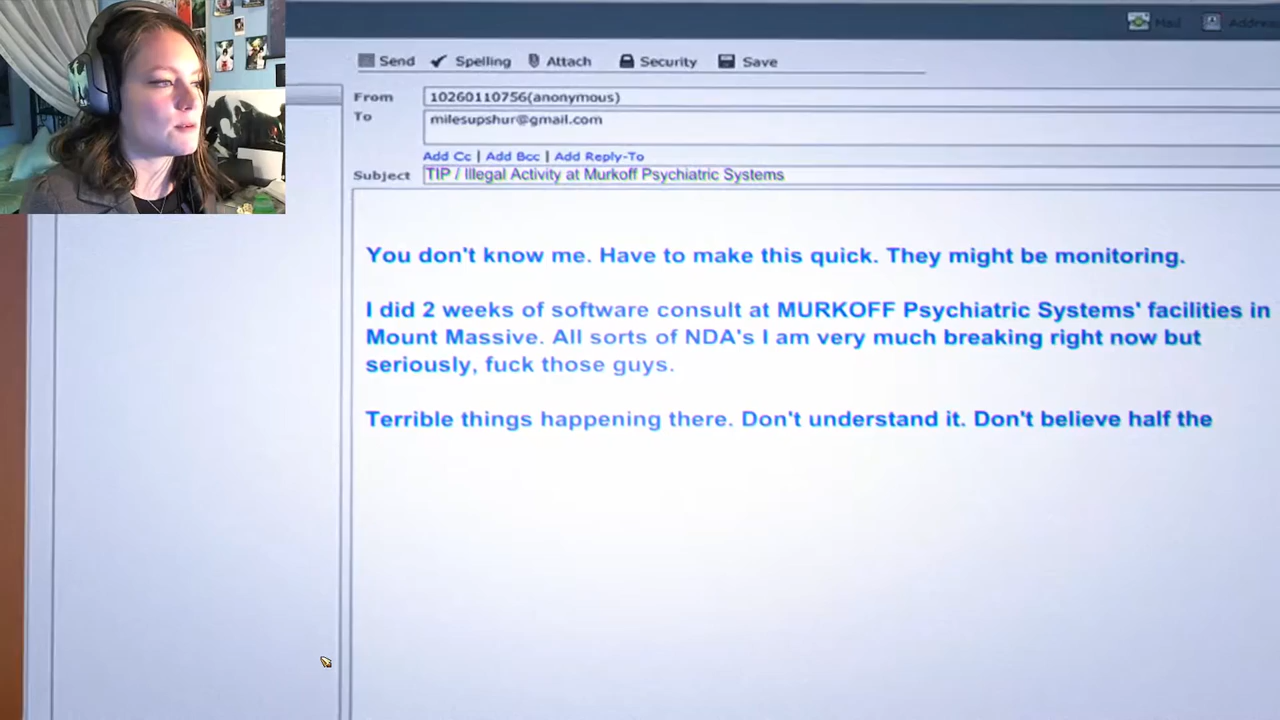 Mail
Send Spelling Attach Security Save
From 10260110756(anonymous)
To milesupshur@gmail.com
Add Cc | Add Bcc | Add Reply-To
Subject TIP / Illegal Activity at Murkoff Psychiatric Systems
You don't know me. Have to make this quick. They might be monitoring.
I did 2 weeks of software consult at MURKOFF Psychiatric Systems' facilities in
Mount Massive. All sorts of NDA's I am very much breaking right now but
seriously, fuck those guys.
Terrible things happening there. Don't understand it. Don't believe half the